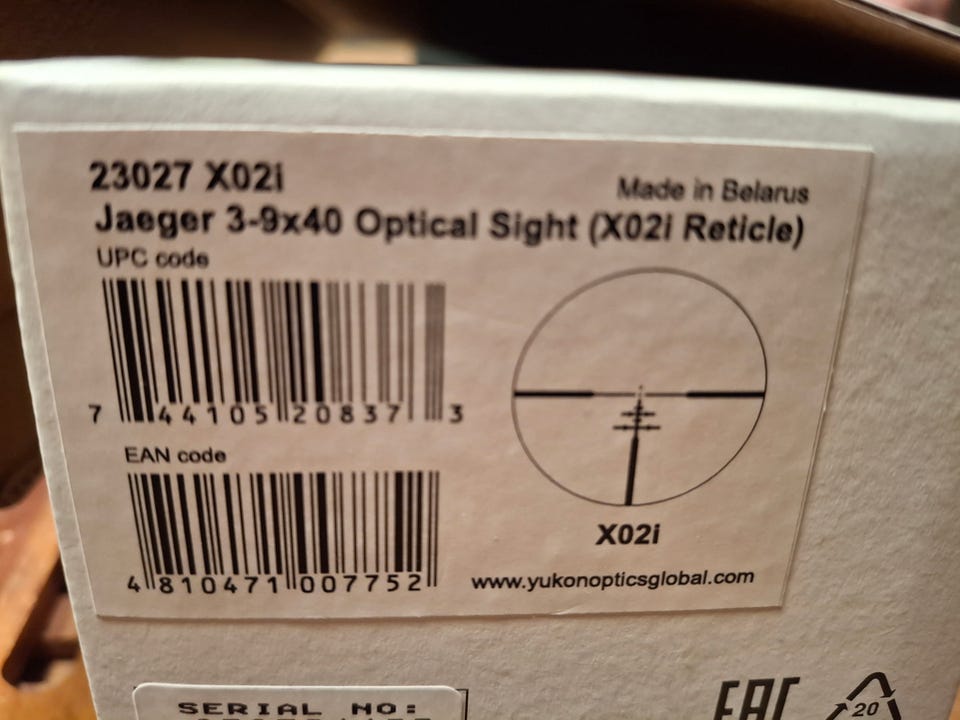 23027 X02i
Made in Belarus
Jaeger 3-9x40 Optical Sight (X02i Reticle)
UPC code
7 44105 20837 3
EAN code
4 810471 007752
X02i
www.yukonopticsglobal.com
SERIAL NO:
EAC
20